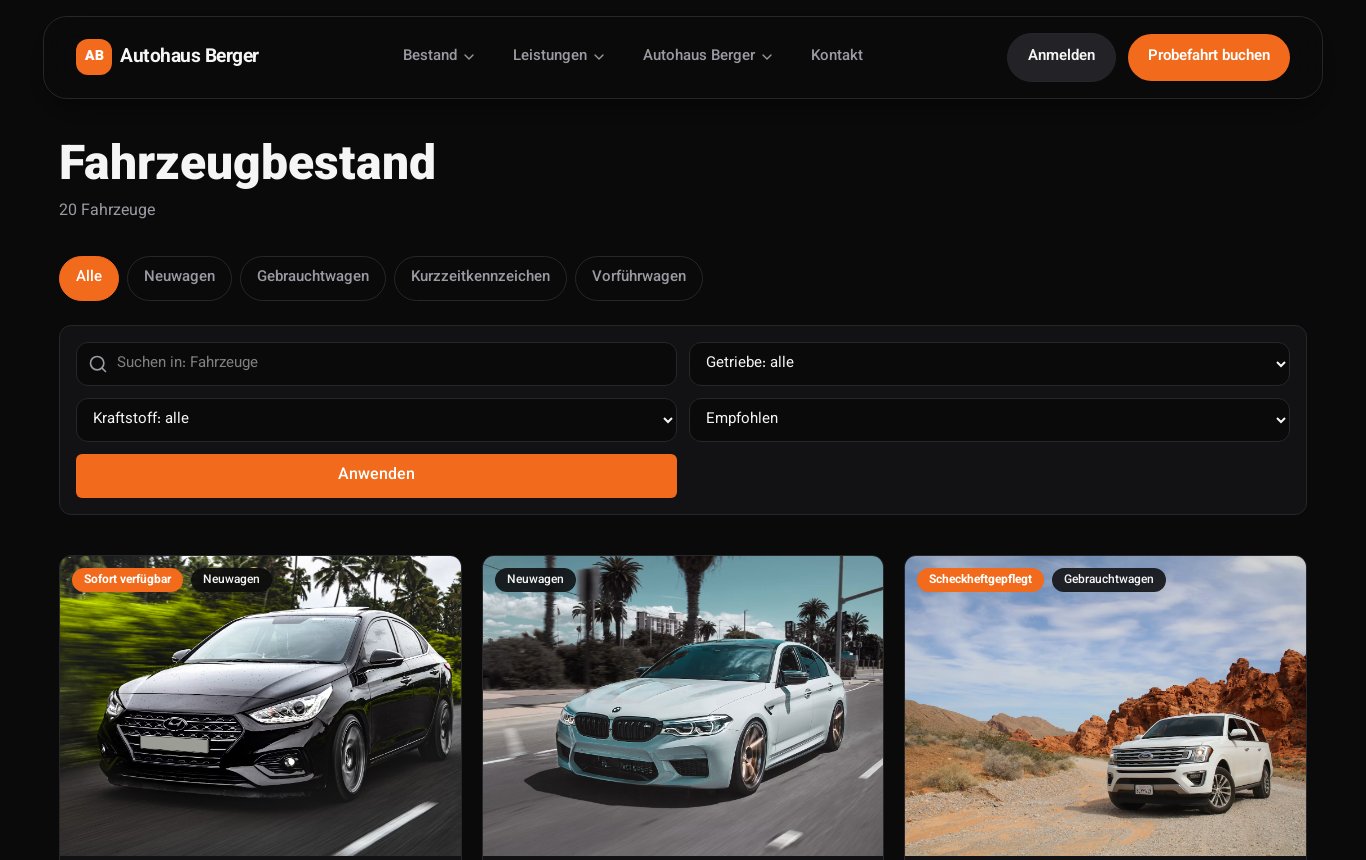 AB Autohaus Berger
Bestand
Leistungen
Autohaus Berger
Kontakt
Anmelden
Probefahrt buchen
Fahrzeugbestand
20 Fahrzeuge
Alle
Neuwagen
Gebrauchtwagen
Kurzzeitkennzeichen
Vorführwagen
Suchen in: Fahrzeuge
Getriebe: alle
Kraftstoff: alle
Empfohlen
Anwenden
Sofort verfügbar
Neuwagen
Neuwagen
Scheckheftgepflegt
Gebrauchtwagen